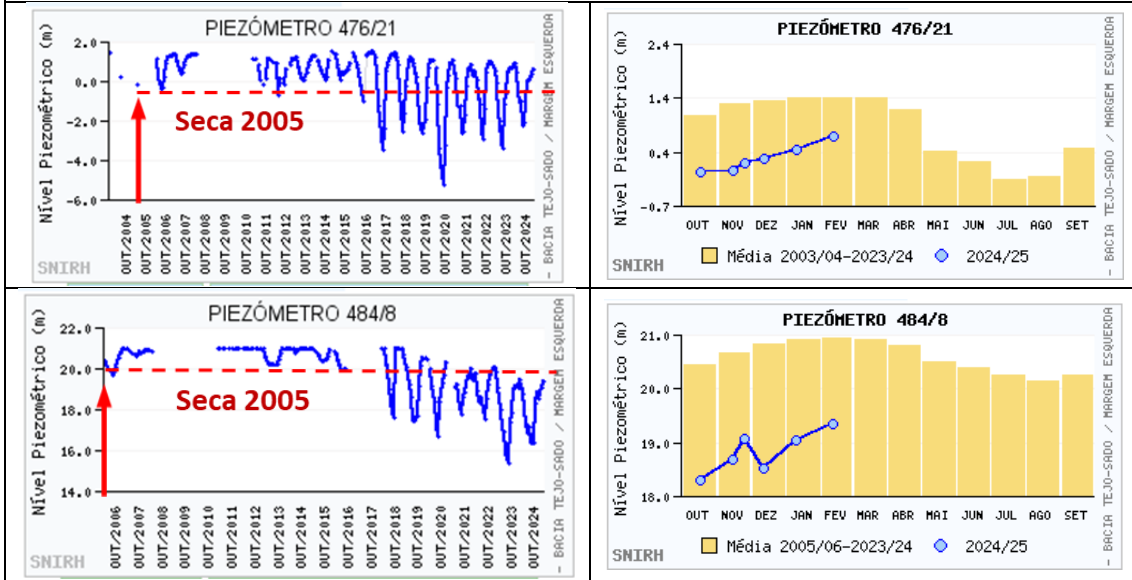 PIEZÓMETRO 476/21
Nível Piezométrico (m)
2.0
0.0
-2.0
-4.0
-6.0
Seca 2005
OUT./2004
OUT./2005
OUT./2006
OUT./2007
OUT./2008
OUT./2009
OUT./2010
OUT./2011
OUT./2012
OUT./2013
OUT./2014
OUT./2015
OUT./2016
OUT./2017
OUT./2018
OUT./2019
OUT./2020
OUT./2021
OUT./2022
OUT./2023
OUT./2024
SNIRH
- BACIA TEJO-SADO / MARGEM ESQUERDA
PIEZÓMETRO 476/21
Nível Piezométrico (m)
2.4
1.4
0.4
-0.7
OUT NOV DEZ JAN FEV MAR ABR MAI JUN JUL AGO SET
Média 2003/04-2023/24 2024/25
SNIRH
- BACIA TEJO-SADO / MARGEM ESQUERDA
PIEZÓMETRO 484/8
Nível Piezométrico (m)
22.0
20.0
18.0
16.0
14.0
Seca 2005
OUT./2006
OUT./2007
OUT./2008
OUT./2009
OUT./2010
OUT./2011
OUT./2012
OUT./2013
OUT./2014
OUT./2015
OUT./2016
OUT./2017
OUT./2018
OUT./2019
OUT./2020
OUT./2021
OUT./2022
OUT./2023
OUT./2024
SNIRH
- BACIA TEJO-SADO / MARGEM ESQUERDA
PIEZÓMETRO 484/8
Nível Piezométrico (m)
21.0
20.0
19.0
18.0
OUT NOV DEZ JAN FEV MAR ABR MAI JUN JUL AGO SET
Média 2005/06-2023/24 2024/25
SNIRH
- BACIA TEJO-SADO / MARGEM ESQUERDA